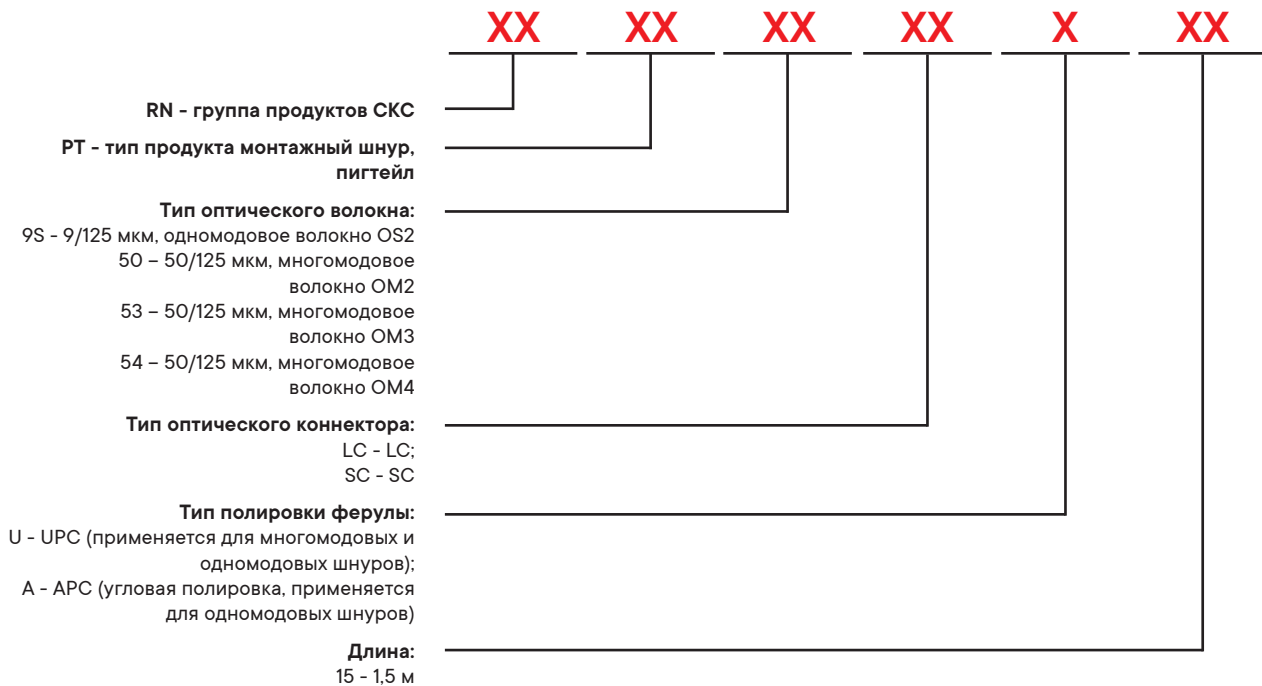 XX XX XX XX X XX
RN - группа продуктов СКС
PT - тип продукта монтажный шнур,
пигтейл
Тип оптического волокна:
9S - 9/125 мкм, одномодовое волокно OS2
50 – 50/125 мкм, многомодовое
волокно OM2
53 – 50/125 мкм, многомодовое
волокно OM3
54 – 50/125 мкм, многомодовое
волокно OM4
Тип оптического коннектора:
LC - LC;
SC - SC
Тип полировки ферулы:
U - UPC (применяется для многомодовых и
одномодовых шнуров);
A - APC (угловая полировка, применяется
для одномодовых шнуров)
Длина:
15 - 1,5 м